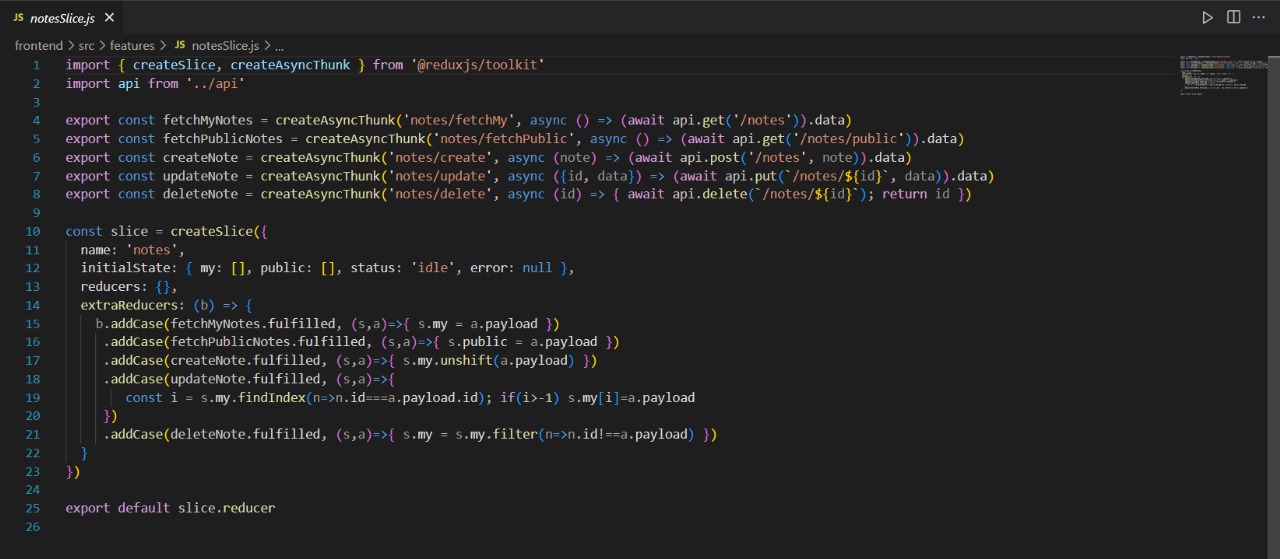 JS notesSlice.js ×
frontend > src > features > JS notesSlice.js > ...
1 import { createSlice, createAsyncThunk } from '@reduxjs/toolkit'
2 import api from '../api'
3
4 export const fetchMyNotes = createAsyncThunk('notes/fetchMy', async () => (await api.get('/notes')).data)
5 export const fetchPublicNotes = createAsyncThunk('notes/fetchPublic', async () => (await api.get('/notes/public')).data)
6 export const createNote = createAsyncThunk('notes/create', async (note) => (await api.post('/notes', note)).data)
7 export const updateNote = createAsyncThunk('notes/update', async ({id, data}) => (await api.put(`/notes/${id}`, data)).data)
8 export const deleteNote = createAsyncThunk('notes/delete', async (id) => { await api.delete(`/notes/${id}`); return id })
9
10 const slice = createSlice({
11   name: 'notes',
12   initialState: { my: [], public: [], status: 'idle', error: null },
13   reducers: {},
14   extraReducers: (b) => {
15     b.addCase(fetchMyNotes.fulfilled, (s,a)=>{ s.my = a.payload })
16      .addCase(fetchPublicNotes.fulfilled, (s,a)=>{ s.public = a.payload })
17      .addCase(createNote.fulfilled, (s,a)=>{ s.my.unshift(a.payload) })
18      .addCase(updateNote.fulfilled, (s,a)=>{
19         const i = s.my.findIndex(n=>n.id===a.payload.id); if(i>-1) s.my[i]=a.payload
20      })
21      .addCase(deleteNote.fulfilled, (s,a)=>{ s.my = s.my.filter(n=>n.id!==a.payload) })
22   }
23 })
24
25 export default slice.reducer
26